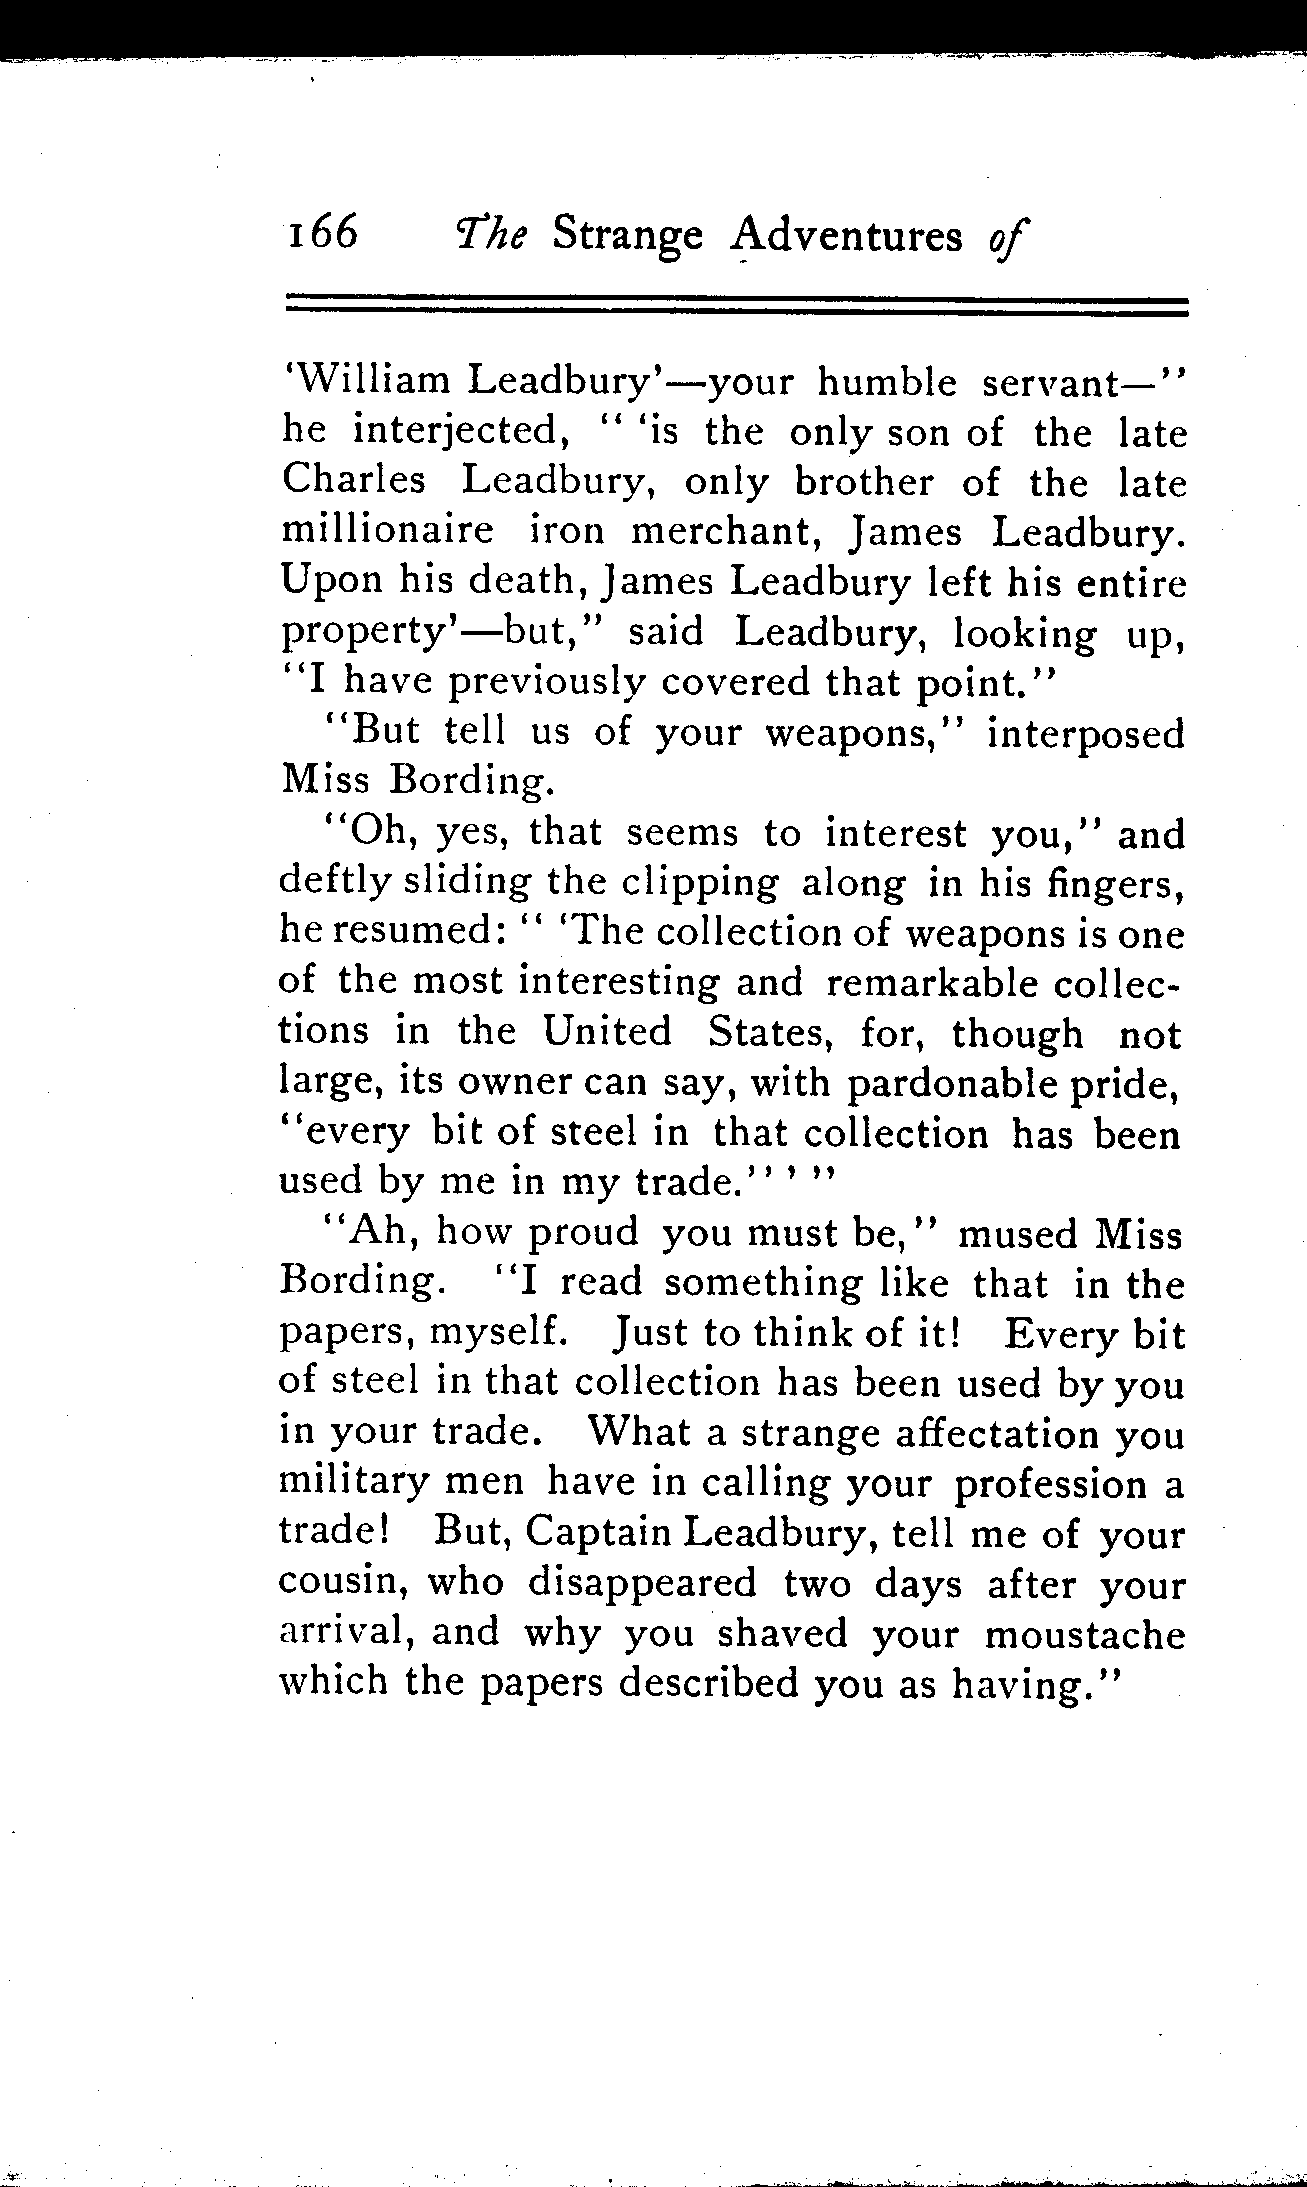 166 The Strange Adventures of
‘William Leadbury’—your humble servant—”
he interjected, “ ‘is the only son of the late
Charles Leadbury, only brother of the late
millionaire iron merchant, James Leadbury.
Upon his death, James Leadbury left his entire
property’—but,” said Leadbury, looking up,
“I have previously covered that point.”
“But tell us of your weapons,” interposed
Miss Bording.
“Oh, yes, that seems to interest you,” and
deftly sliding the clipping along in his fingers,
he resumed: “ ‘The collection of weapons is one
of the most interesting and remarkable collec-
tions in the United States, for, though not
large, its owner can say, with pardonable pride,
“every bit of steel in that collection has been
used by me in my trade.” ’ ”
“Ah, how proud you must be,” mused Miss
Bording. “I read something like that in the
papers, myself. Just to think of it! Every bit
of steel in that collection has been used by you
in your trade. What a strange affectation you
military men have in calling your profession a
trade! But, Captain Leadbury, tell me of your
cousin, who disappeared two days after your
arrival, and why you shaved your moustache
which the papers described you as having.”